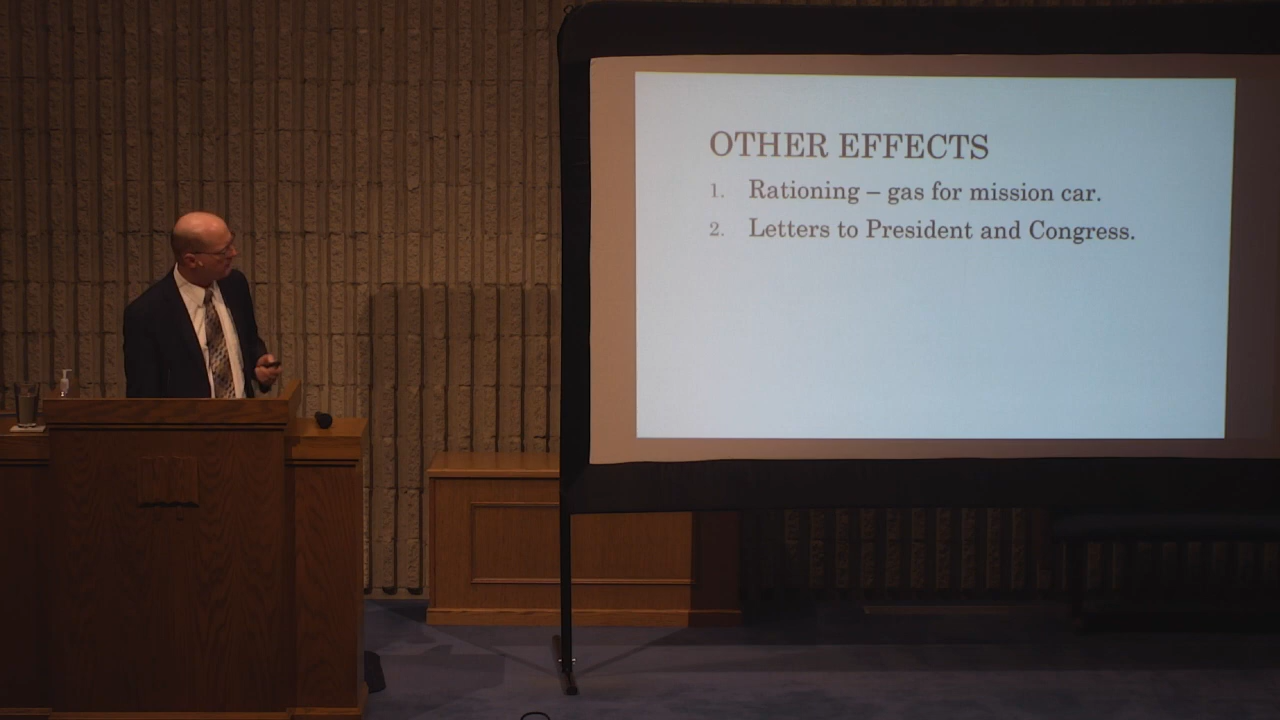 OTHER EFFECTS
1. Rationing – gas for mission car.
2. Letters to President and Congress.